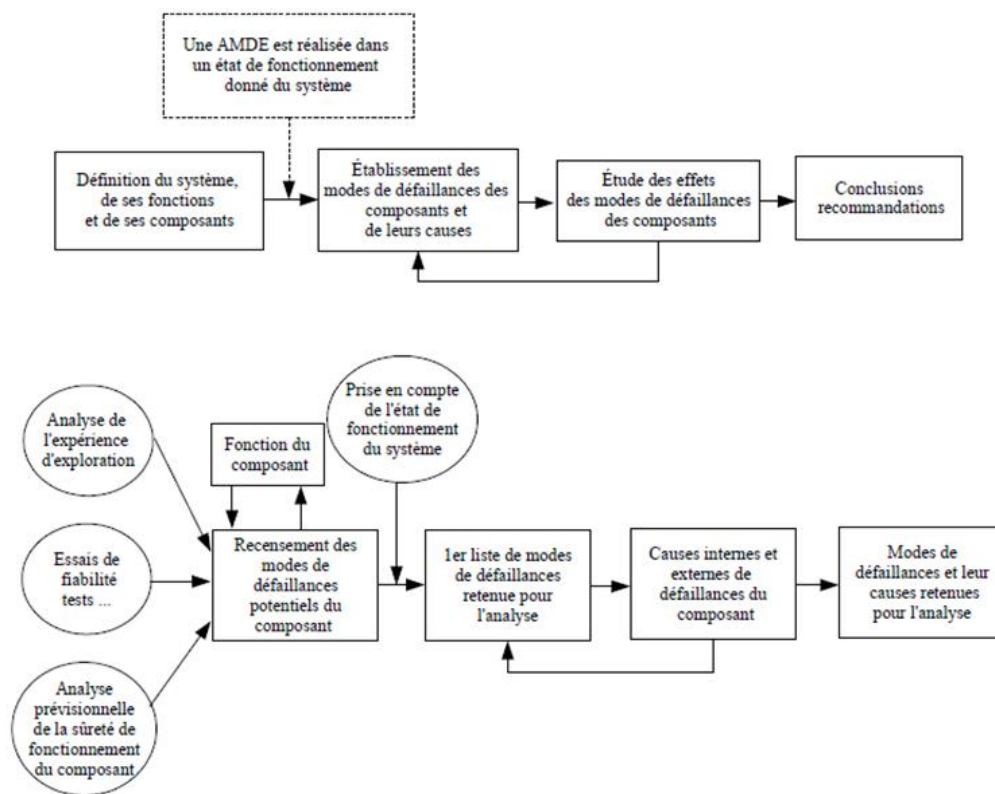 Une AMDE est réalisée dans
un état de fonctionnement
donné du système
Définition du système,
de ses fonctions
et de ses composants
Établissement des
modes de défaillances des
composants et
de leurs causes
Étude des effets
des modes de défaillances
des composants
Conclusions
recommandations
Analyse de
l'expérience
d'exploration
Fonction du
composant
Prise en compte
de l'état de
fonctionnement
du système
Essais de
fiabilité
tests ...
Recensement des
modes de
défaillances
potentiels du
composant
1er liste de modes
de défaillances
retenue pour
l'analyse
Causes internes et
externes de
défaillances du
composant
Modes de
défaillances et leur
causes retenues
pour l'analyse
Analyse
prévisionnelle
de la sûreté de
fonctionnement
du composant